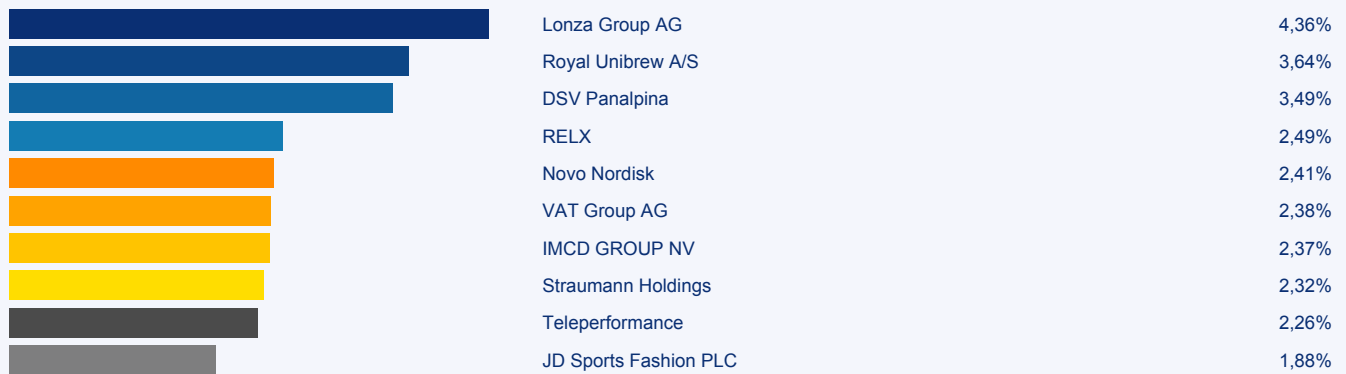 Lonza Group AG 4,36%
Royal Unibrew A/S 3,64%
DSV Panalpina 3,49%
RELX 2,49%
Novo Nordisk 2,41%
VAT Group AG 2,38%
IMCD GROUP NV 2,37%
Straumann Holdings 2,32%
Teleperformance 2,26%
JD Sports Fashion PLC 1,88%